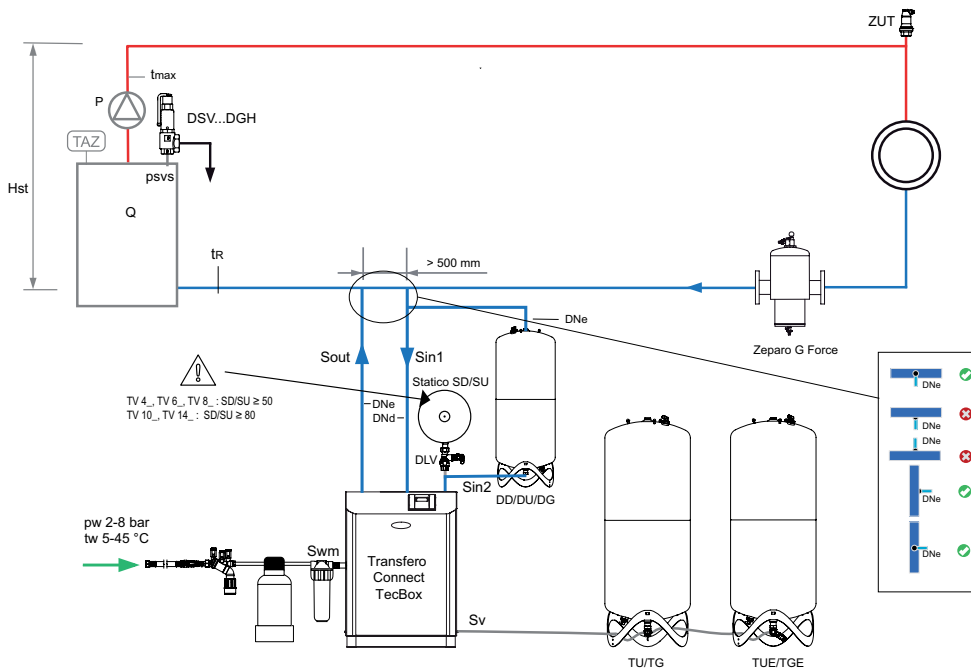 ZUT
tmax
P
DSV...DGH
TAZ
psvs
Hst
Q
tR
> 500 mm
DNe
Zeparo G Force
Sout
Sin1
Statico SD/SU
TV 4_, TV 6_, TV 8_ : SD/SU ≥ 50
TV 10_, TV 14_ : SD/SU ≥ 80
DNe
DNd
DLV
Sin2
DD/DU/DG
DNe
DNe
DNe
DNe
DNe
pw 2-8 bar
tw 5-45 °C
Swm
Transfero
Connect
TecBox
Sv
TU/TG
TUE/TGE